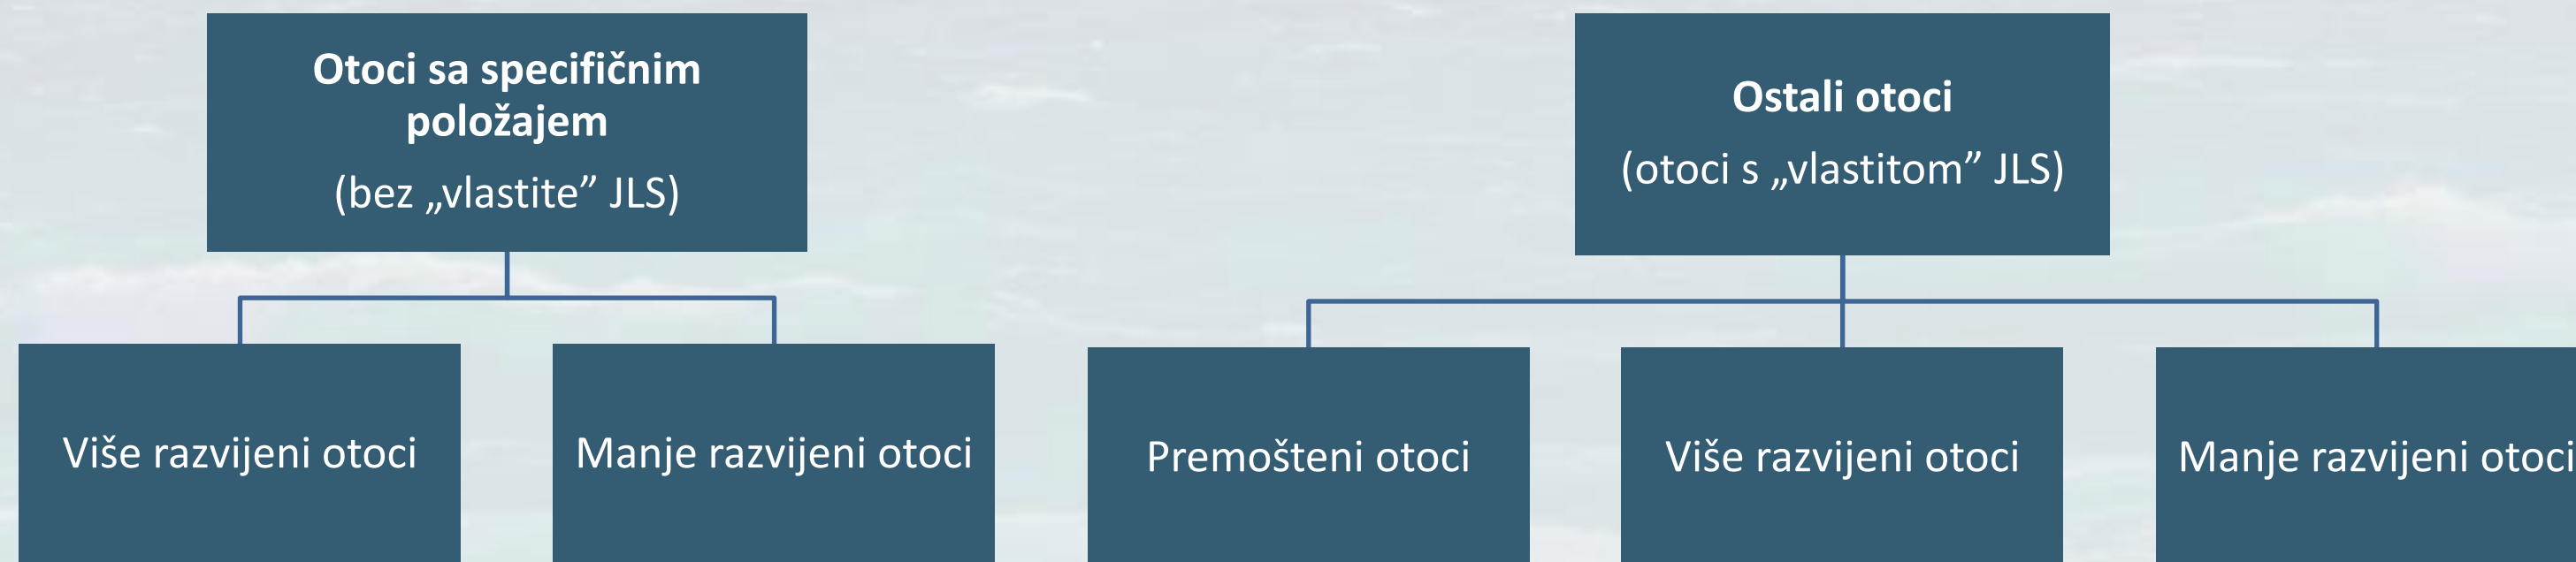 Otoci sa specifičnim
položajem
(bez „vlastite” JLS)
Ostali otoci
(otoci s „vlastitom” JLS)
Više razvijeni otoci
Manje razvijeni otoci
Premošteni otoci
Više razvijeni otoci
Manje razvijeni otoci